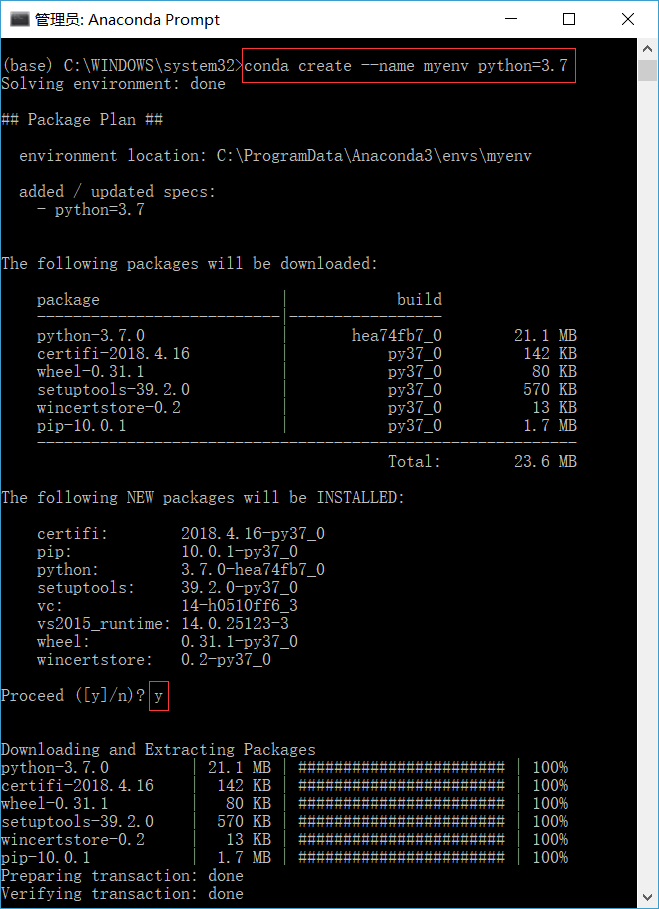 管理员: Anaconda Prompt
(base) C:\WINDOWS\system32>conda create --name myenv python=3.7
Solving environment: done
## Package Plan ##
environment location: C:\ProgramData\Anaconda3\envs\myenv
added / updated specs:
- python=3.7
The following packages will be downloaded:
package | build
---------------------------|-----------------
python-3.7.0 | hea74fb7_0 21.1 MB
certifi-2018.4.16 | py37_0 142 KB
wheel-0.31.1 | py37_0 80 KB
setuptools-39.2.0 | py37_0 570 KB
wincertstore-0.2 | py37_0 13 KB
pip-10.0.1 | py37_0 1.7 MB
------------------------------------------------------------
Total: 23.6 MB
The following NEW packages will be INSTALLED:
certifi: 2018.4.16-py37_0
pip: 10.0.1-py37_0
python: 3.7.0-hea74fb7_0
setuptools: 39.2.0-py37_0
vc: 14-h0510ff6_3
vs2015_runtime: 14.0.25123-3
wheel: 0.31.1-py37_0
wincertstore: 0.2-py37_0
Proceed ([y]/n)? y
Downloading and Extracting Packages
python-3.7.0 | 21.1 MB | ####################### | 100%
certifi-2018.4.16 | 142 KB | ####################### | 100%
wheel-0.31.1 | 80 KB | ####################### | 100%
setuptools-39.2.0 | 570 KB | ####################### | 100%
wincertstore-0.2 | 13 KB | ####################### | 100%
pip-10.0.1 | 1.7 MB | ####################### | 100%
Preparing transaction: done
Verifying transaction: done